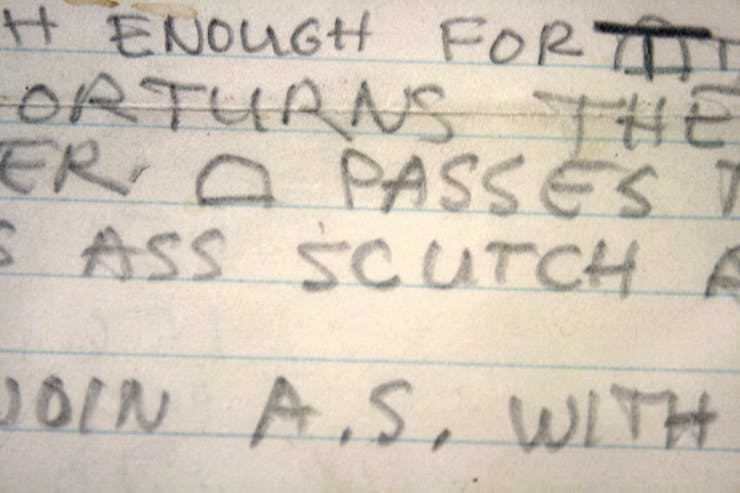 H ENOUGH FOR
ORTURNS THE
ER, PASSES
S ASS SCUTCH A
JOIN A.S. WITH